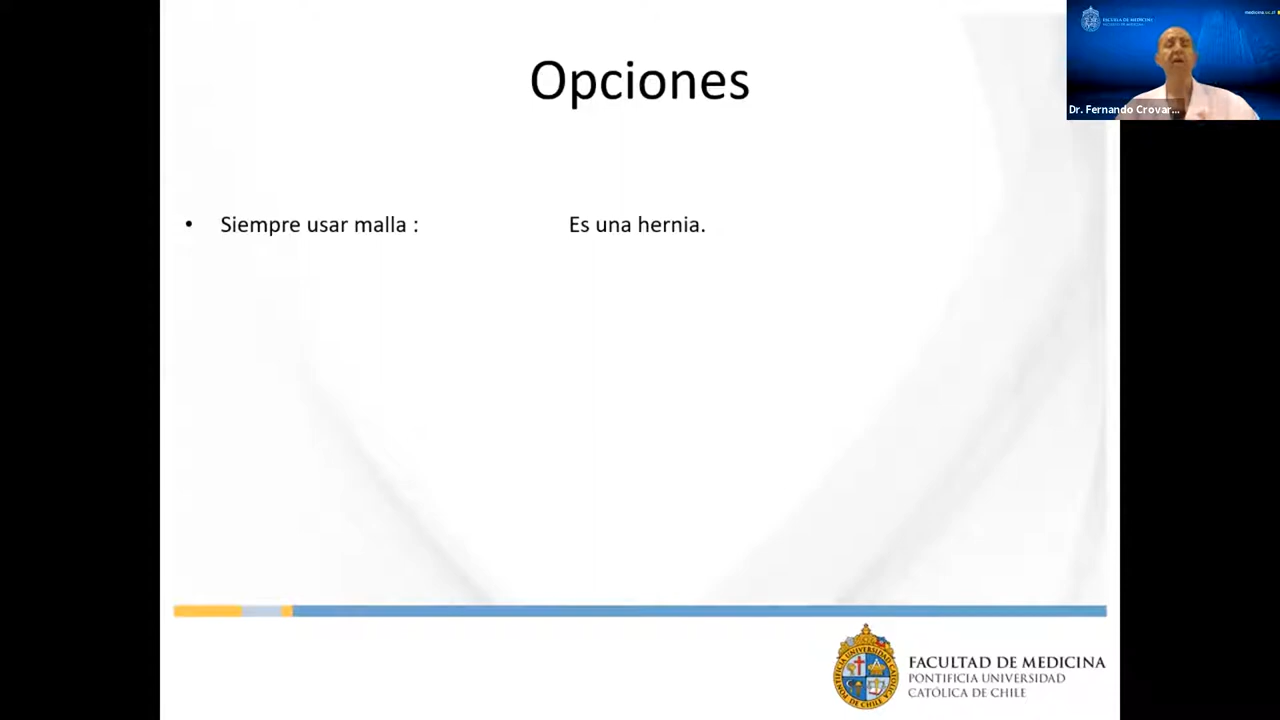 Opciones
• Siempre usar malla : Es una hernia.
Dr. Fernando Crovar...
FACULTAD DE MEDICINA
PONTIFICIA UNIVERSIDAD
CATÓLICA DE CHILE